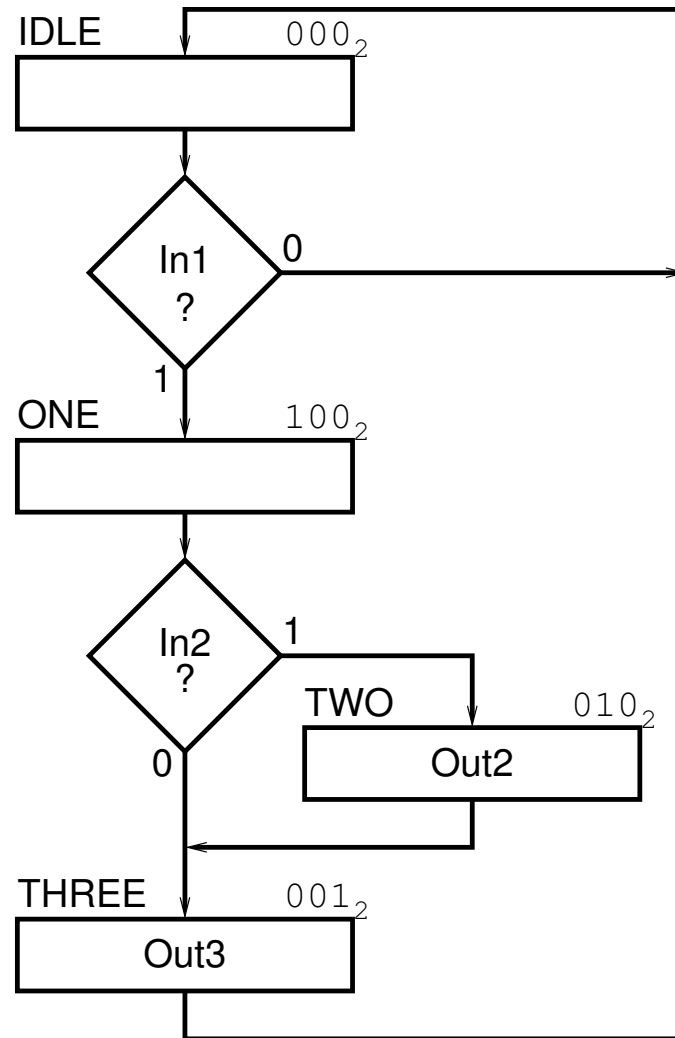 IDLE 000₂
In1
?
0
1
ONE 100₂
In2
?
1
TWO 010₂
Out2
0
THREE 001₂
Out3